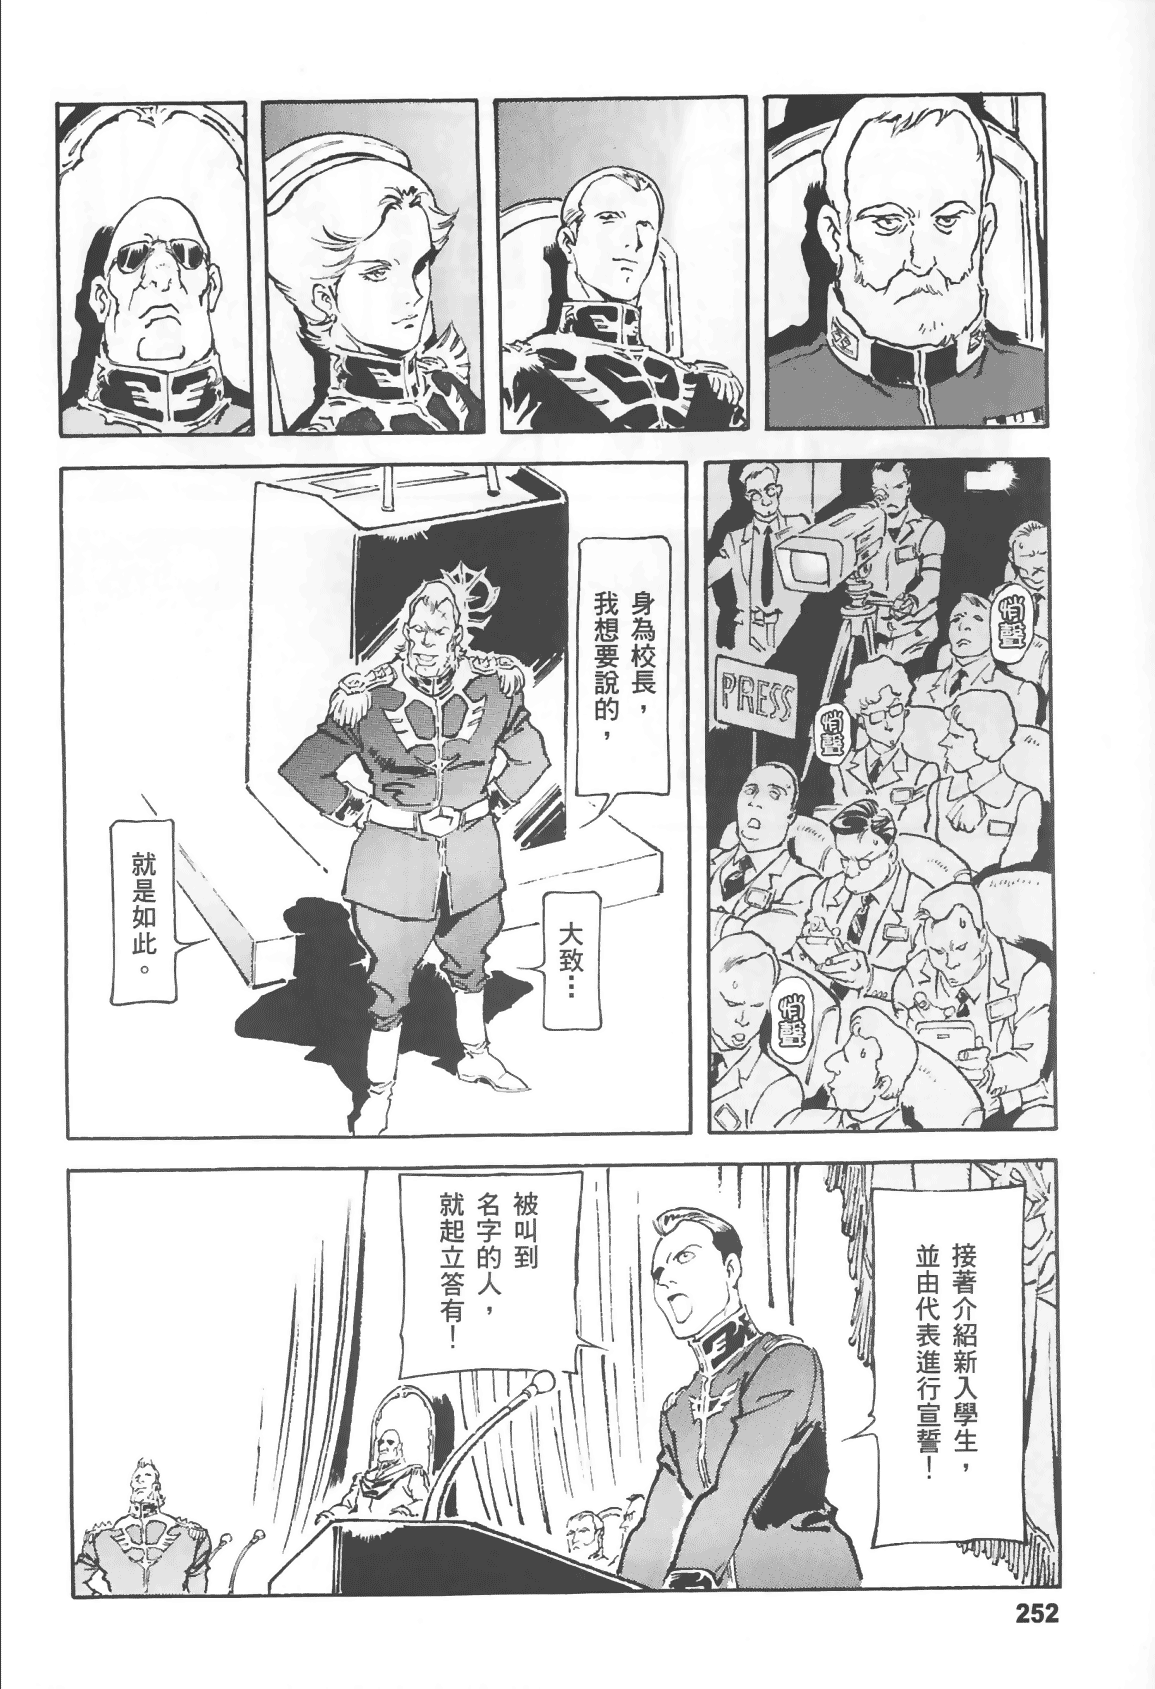 悄聲
PRESS
悄聲
悄聲
身為校長，
我想要說的，
大致…
就是如此。
接著介紹新入學生，
並由代表進行宣誓！
被叫到
名字的人，
就起立答有！
252